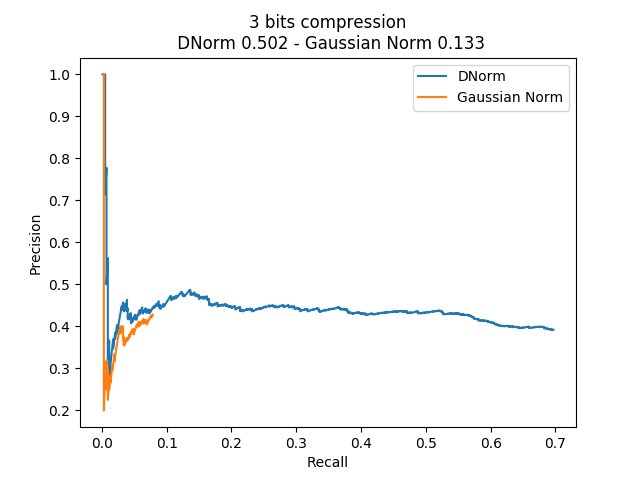 3 bits compression
DNorm 0.502 - Gaussian Norm 0.133
DNorm
Gaussian Norm
1.0
0.9
0.8
0.7
0.6
0.5
0.4
0.3
0.2
Precision
0.0 0.1 0.2 0.3 0.4 0.5 0.6 0.7
Recall